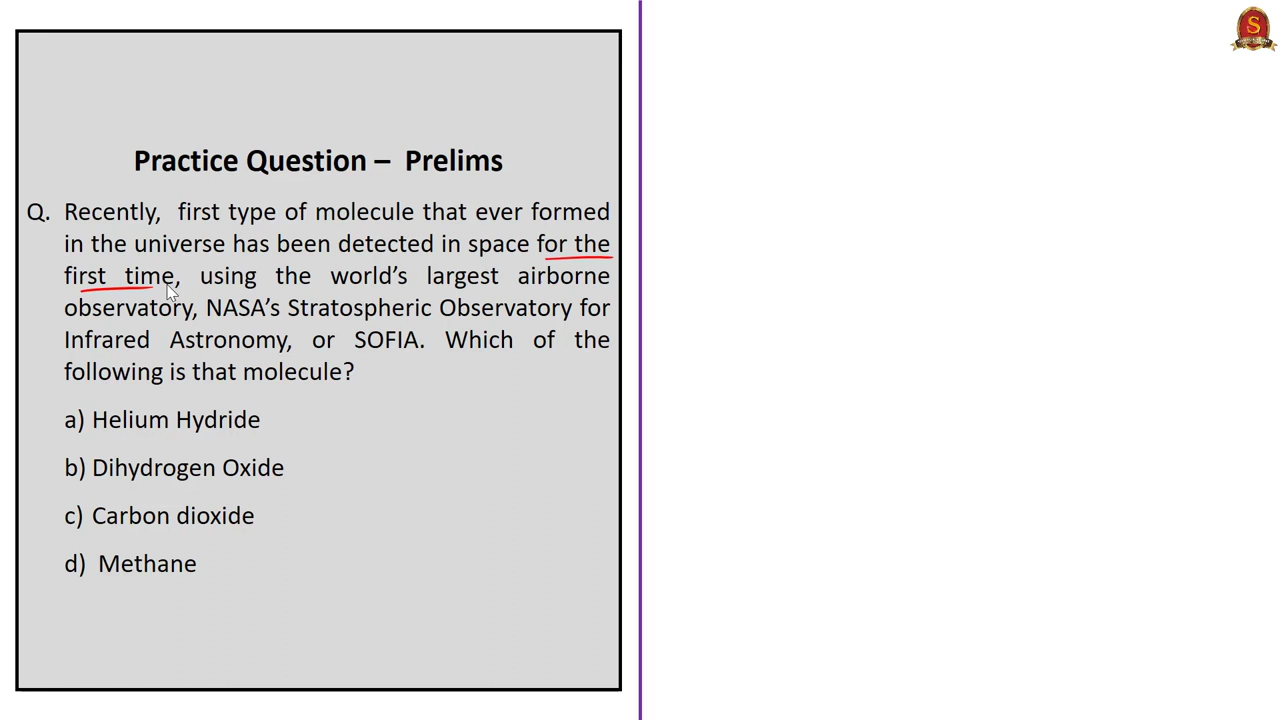 Practice Question – Prelims
Q. Recently, first type of molecule that ever formed
in the universe has been detected in space for the
first time, using the world's largest airborne
observatory, NASA's Stratospheric Observatory for
Infrared Astronomy, or SOFIA. Which of the
following is that molecule?
a) Helium Hydride
b) Dihydrogen Oxide
c) Carbon dioxide
d) Methane
S